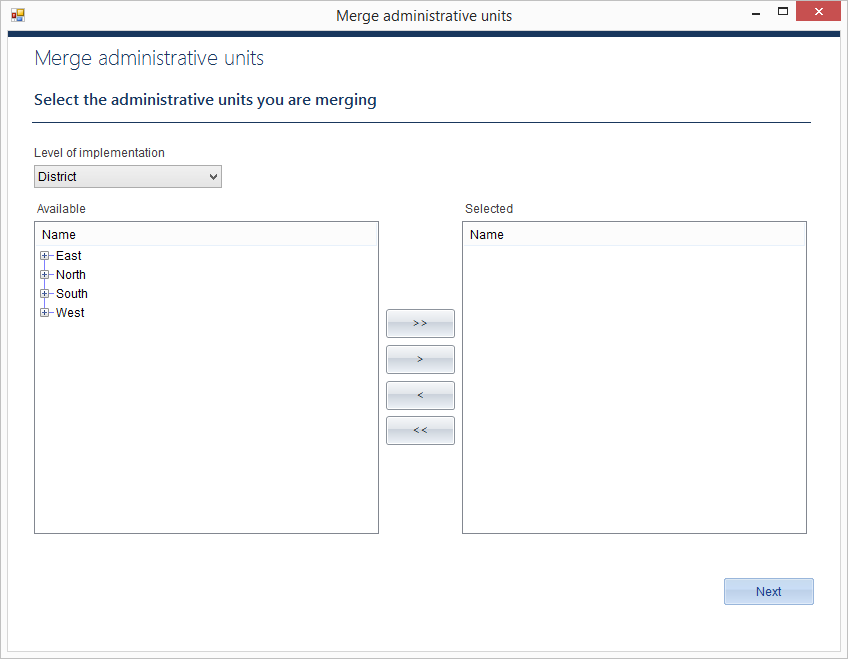 Merge administrative units
Merge administrative units
Select the administrative units you are merging
Level of implementation
District
Available
Selected
Name
Name
East
North
South
West
>>
>
<
<<
Next